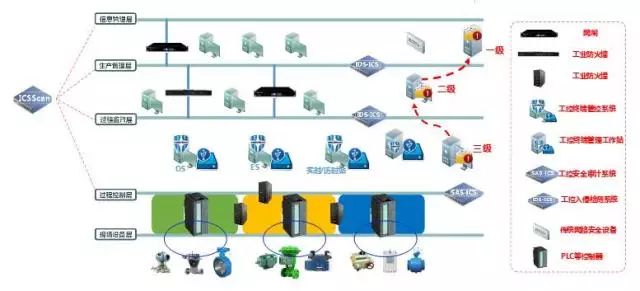 信息管理层
一级
生产管理层
IDS-ICS
二级
ICSScan
过程监控层
IDS-ICS
三级
OS
ES
实时/历史库
过程控制层
SAS-ICS
现场设备层
网闸
工业防火墙
工业防火墙
工控终端管控系统
工控终端管理工作站
SAS-ICS
工控安全审计系统
IDS-ICS
工控入侵检测系统
传统网络安全设备
PLC等控制器